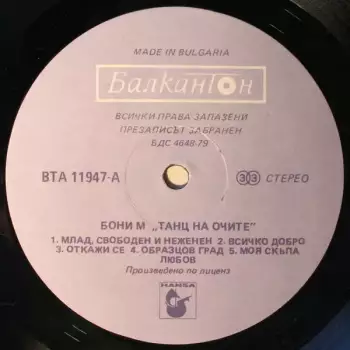 MADE IN BULGARIA
Балкантон
ВСИЧКИ ПРАВА ЗАПАЗЕНИ
ПРЕЗАПИСЪТ ЗАБРАНЕН
БДС 4648-79
ВТА 11947-А
33 СТЕРЕО
БОНИ М „ТАНЦ НА ОЧИТЕ"
1. МЛАД, СВОБОДЕН И НЕЖЕНЕН 2. ВСИЧКО ДОБРО
3. ОТКАЖИ СЕ 4. ОБРАЗЦОВ ГРАД 5. МОЯ СКЪПА
ЛЮБОВ
Произведено по лиценз
HANSA